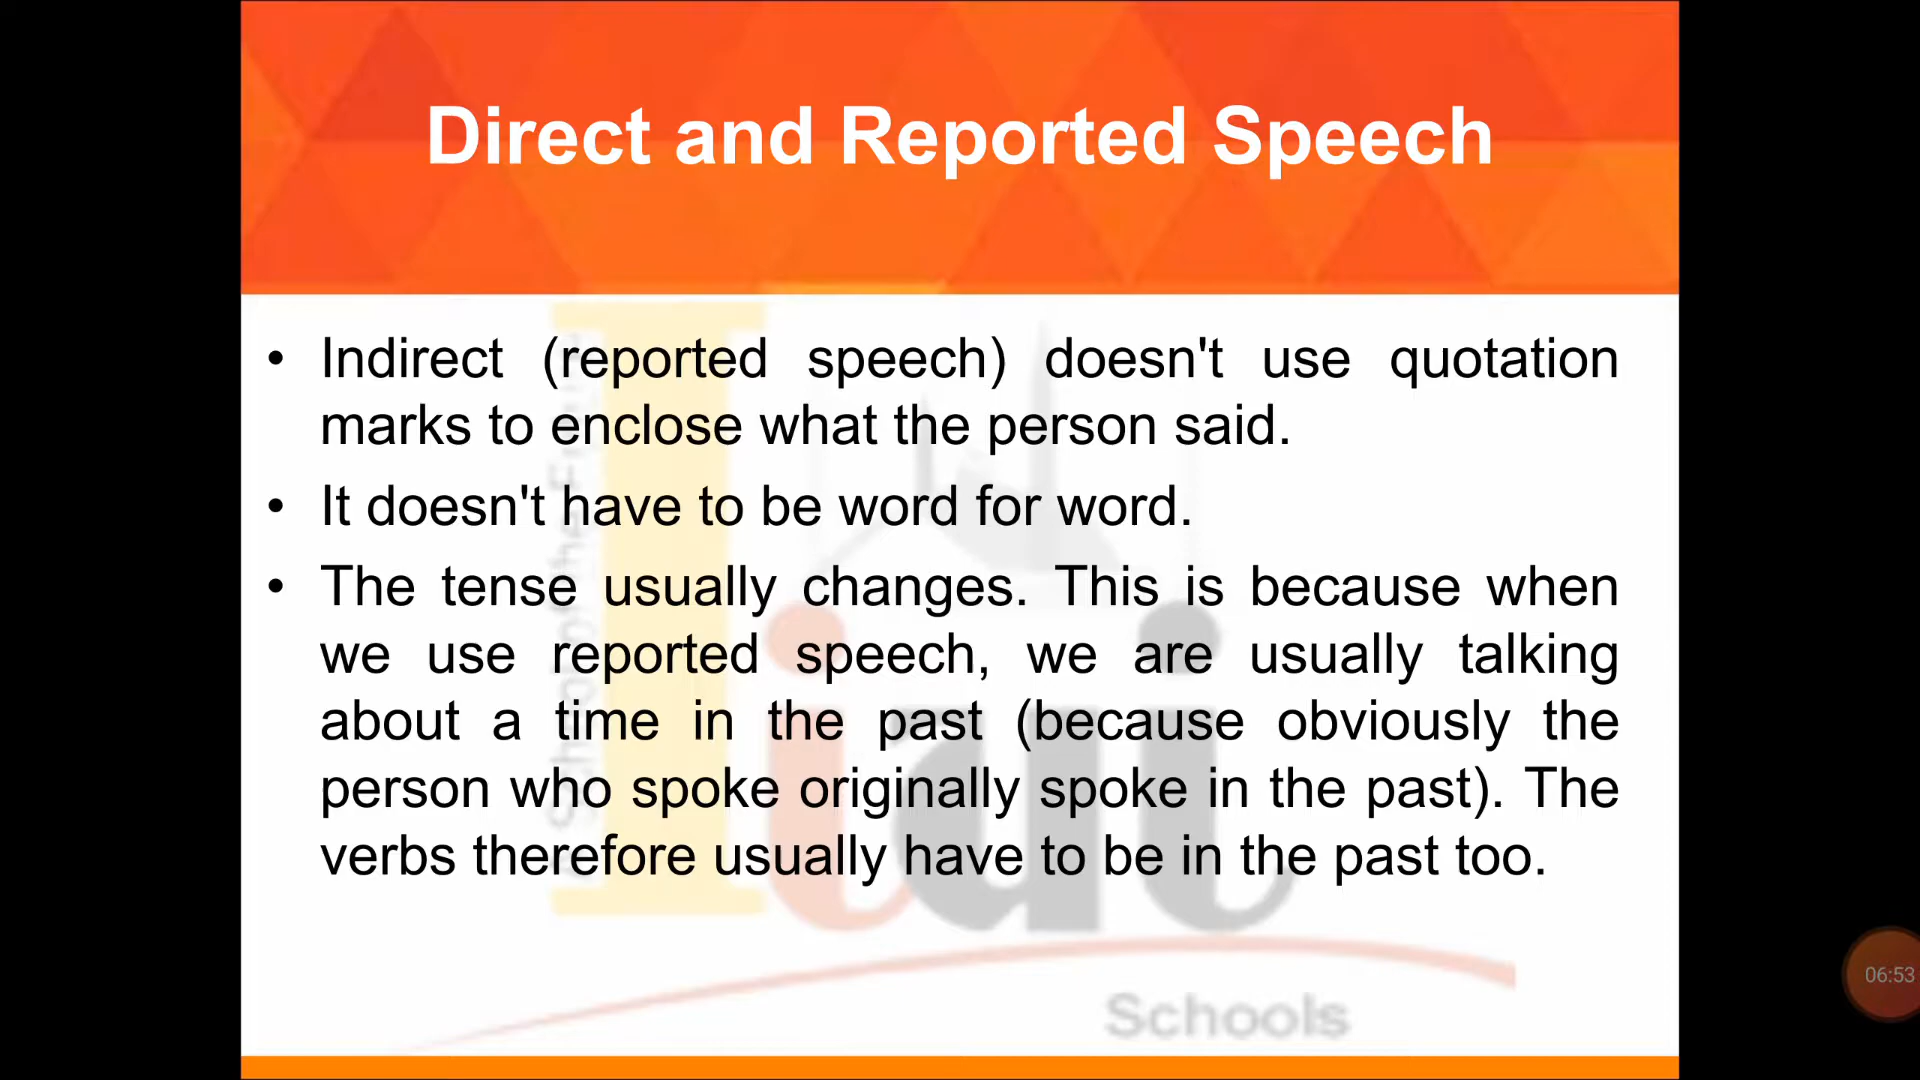 Direct and Reported Speech
• Indirect (reported speech) doesn't use quotation
marks to enclose what the person said.
• It doesn't have to be word for word.
• The tense usually changes. This is because when
we use reported speech, we are usually talking
about a time in the past (because obviously the
person who spoke originally spoke in the past). The
verbs therefore usually have to be in the past too.
Schools
06:53